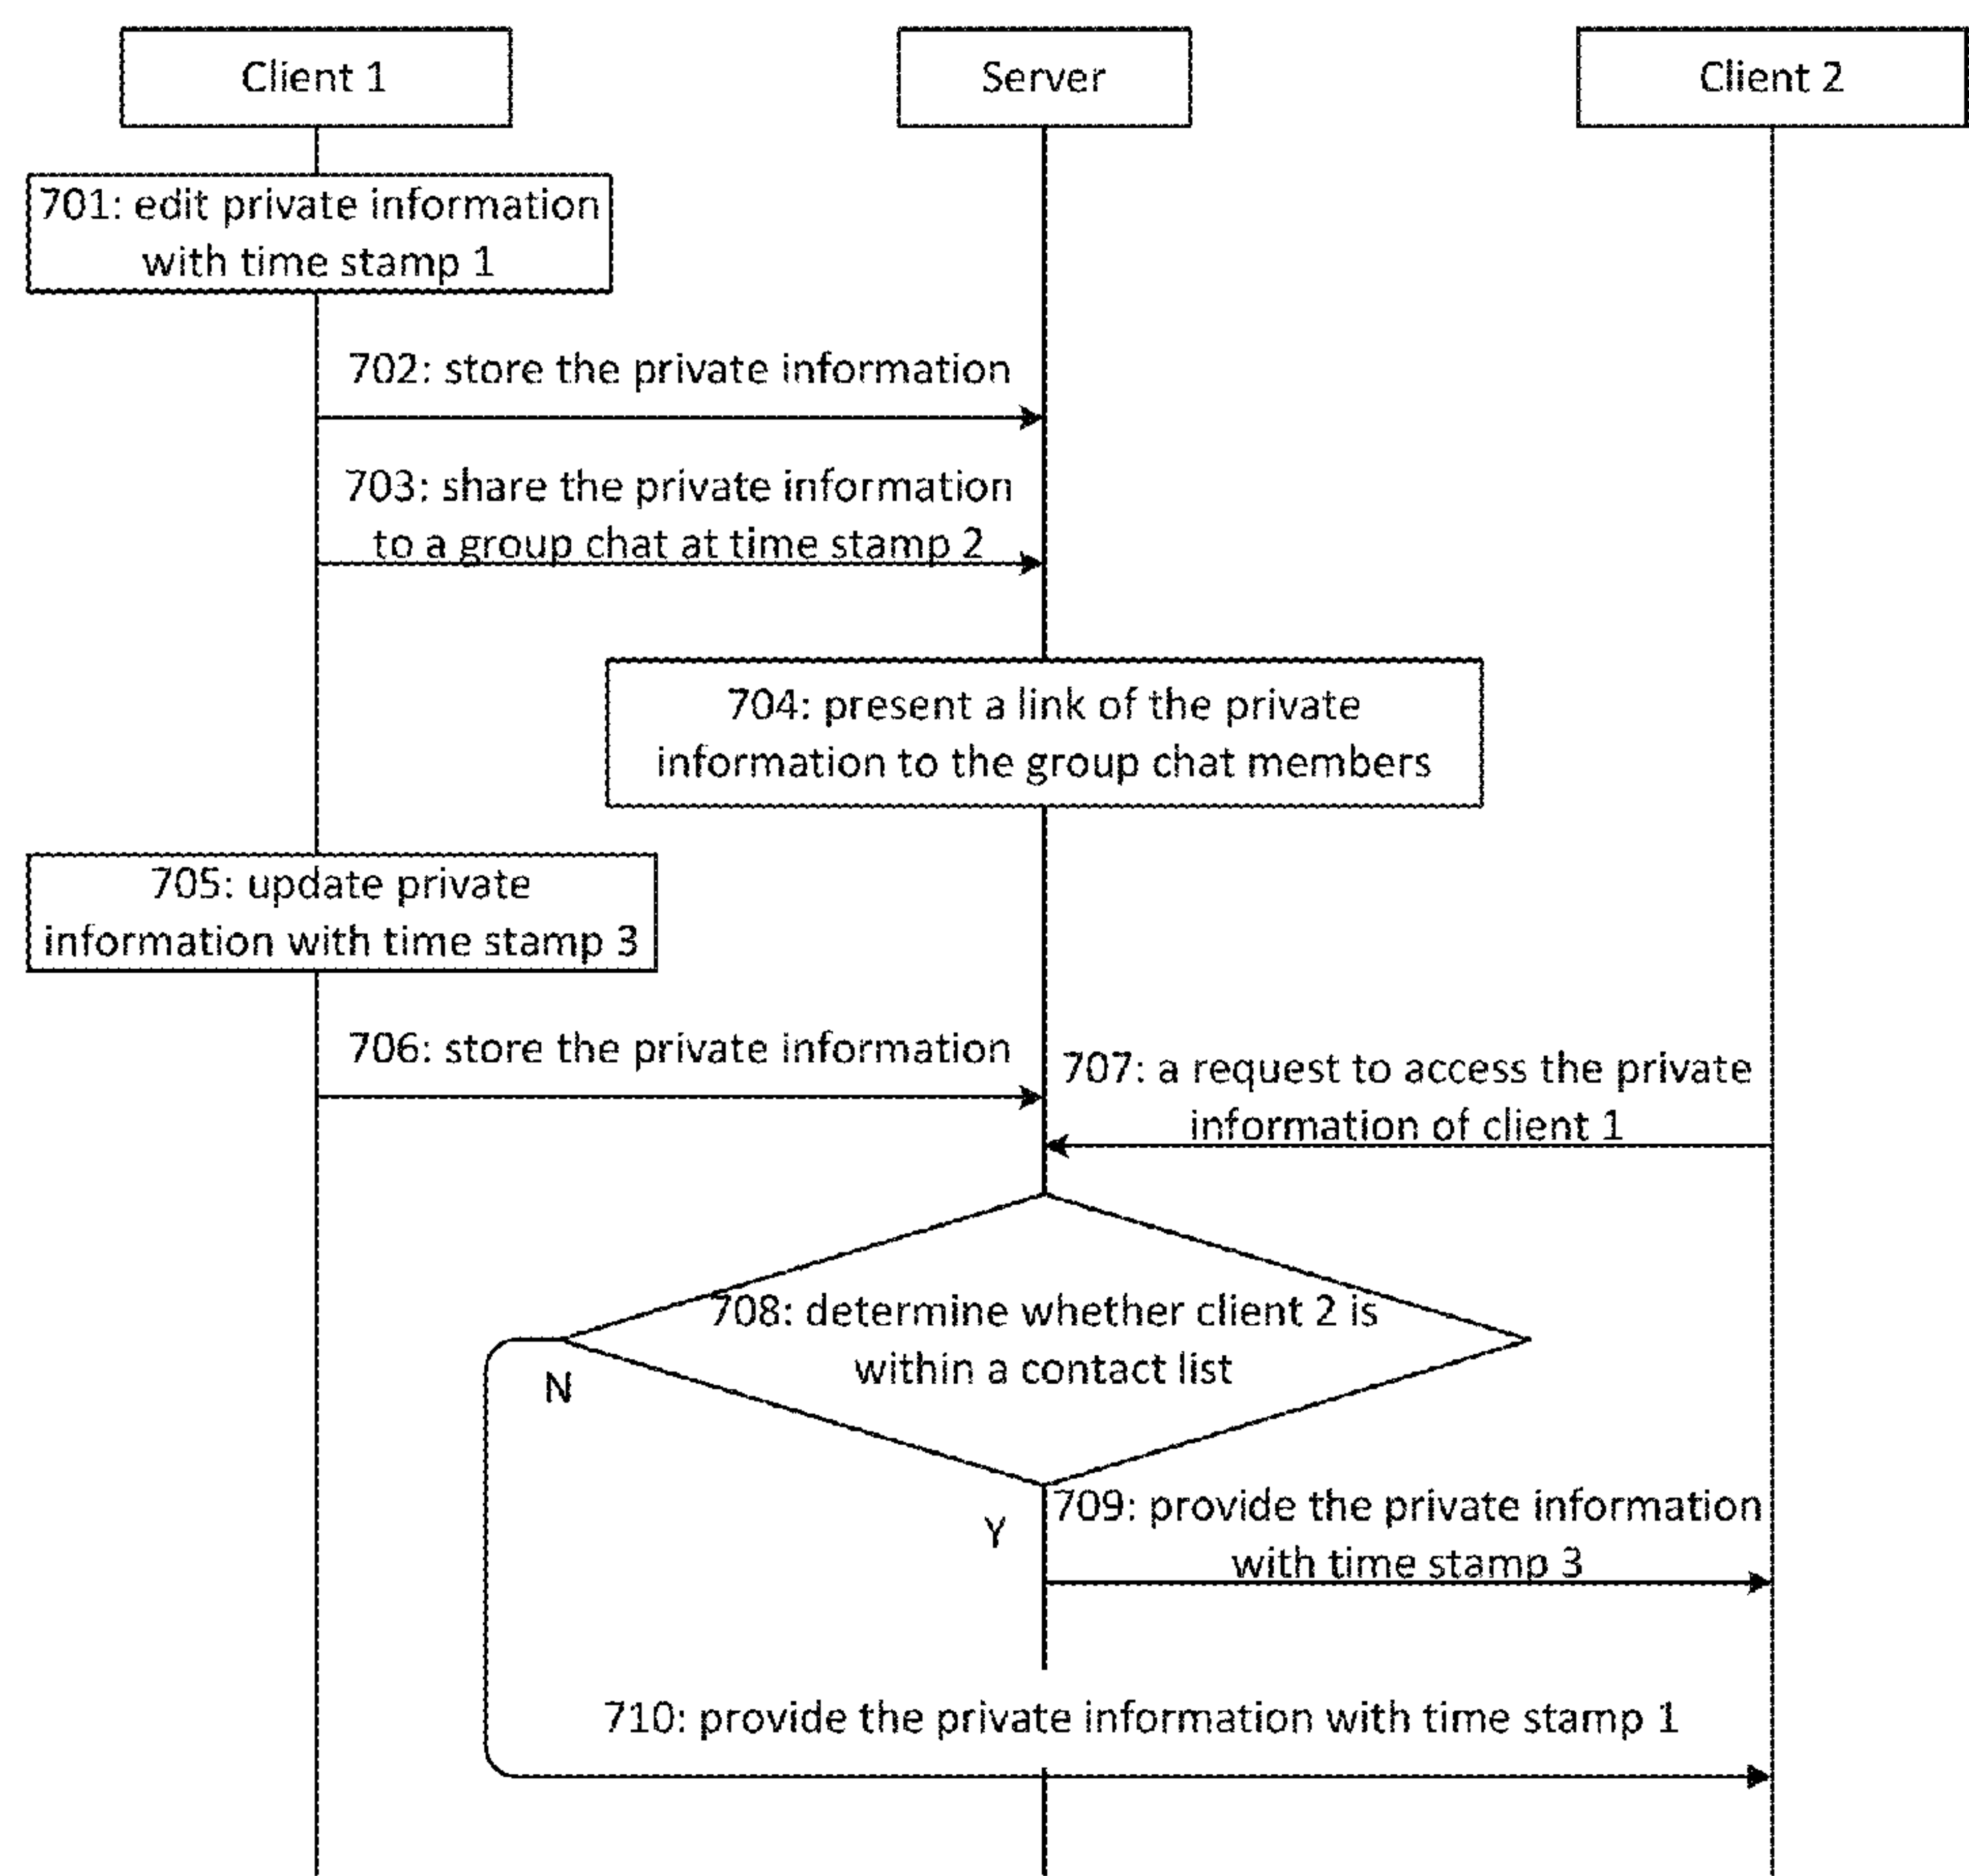 Client 1
Server
Client 2
701: edit private information
with time stamp 1
702: store the private information
703: share the private information
to a group chat at time stamp 2
704: present a link of the private
information to the group chat members
705: update private
information with time stamp 3
706: store the private information
707: a request to access the private
information of client 1
708: determine whether client 2 is
within a contact list
N
Y
709: provide the private information
with time stamp 3
710: provide the private information with time stamp 1